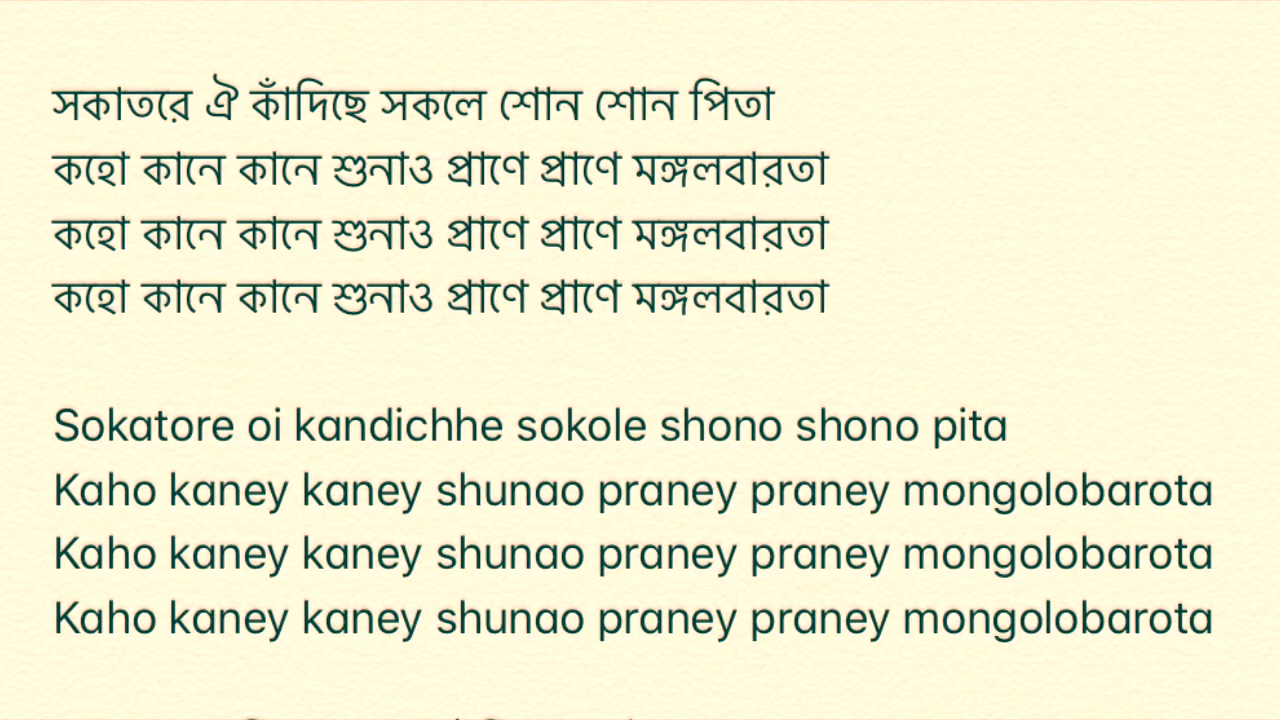 সকাতরে ঐ কাঁদিছে সকলে শোন শোন পিতা
কহো কানে কানে শুনাও প্রাণে প্রাণে মঙ্গলবারতা
কহো কানে কানে শুনাও প্রাণে প্রাণে মঙ্গলবারতা
কহো কানে কানে শুনাও প্রাণে প্রাণে মঙ্গলবারতা
Sokatore oi kandichhe sokole shono shono pita
Kaho kaney kaney shunao praney praney mongolobarota
Kaho kaney kaney shunao praney praney mongolobarota
Kaho kaney kaney shunao praney praney mongolobarota